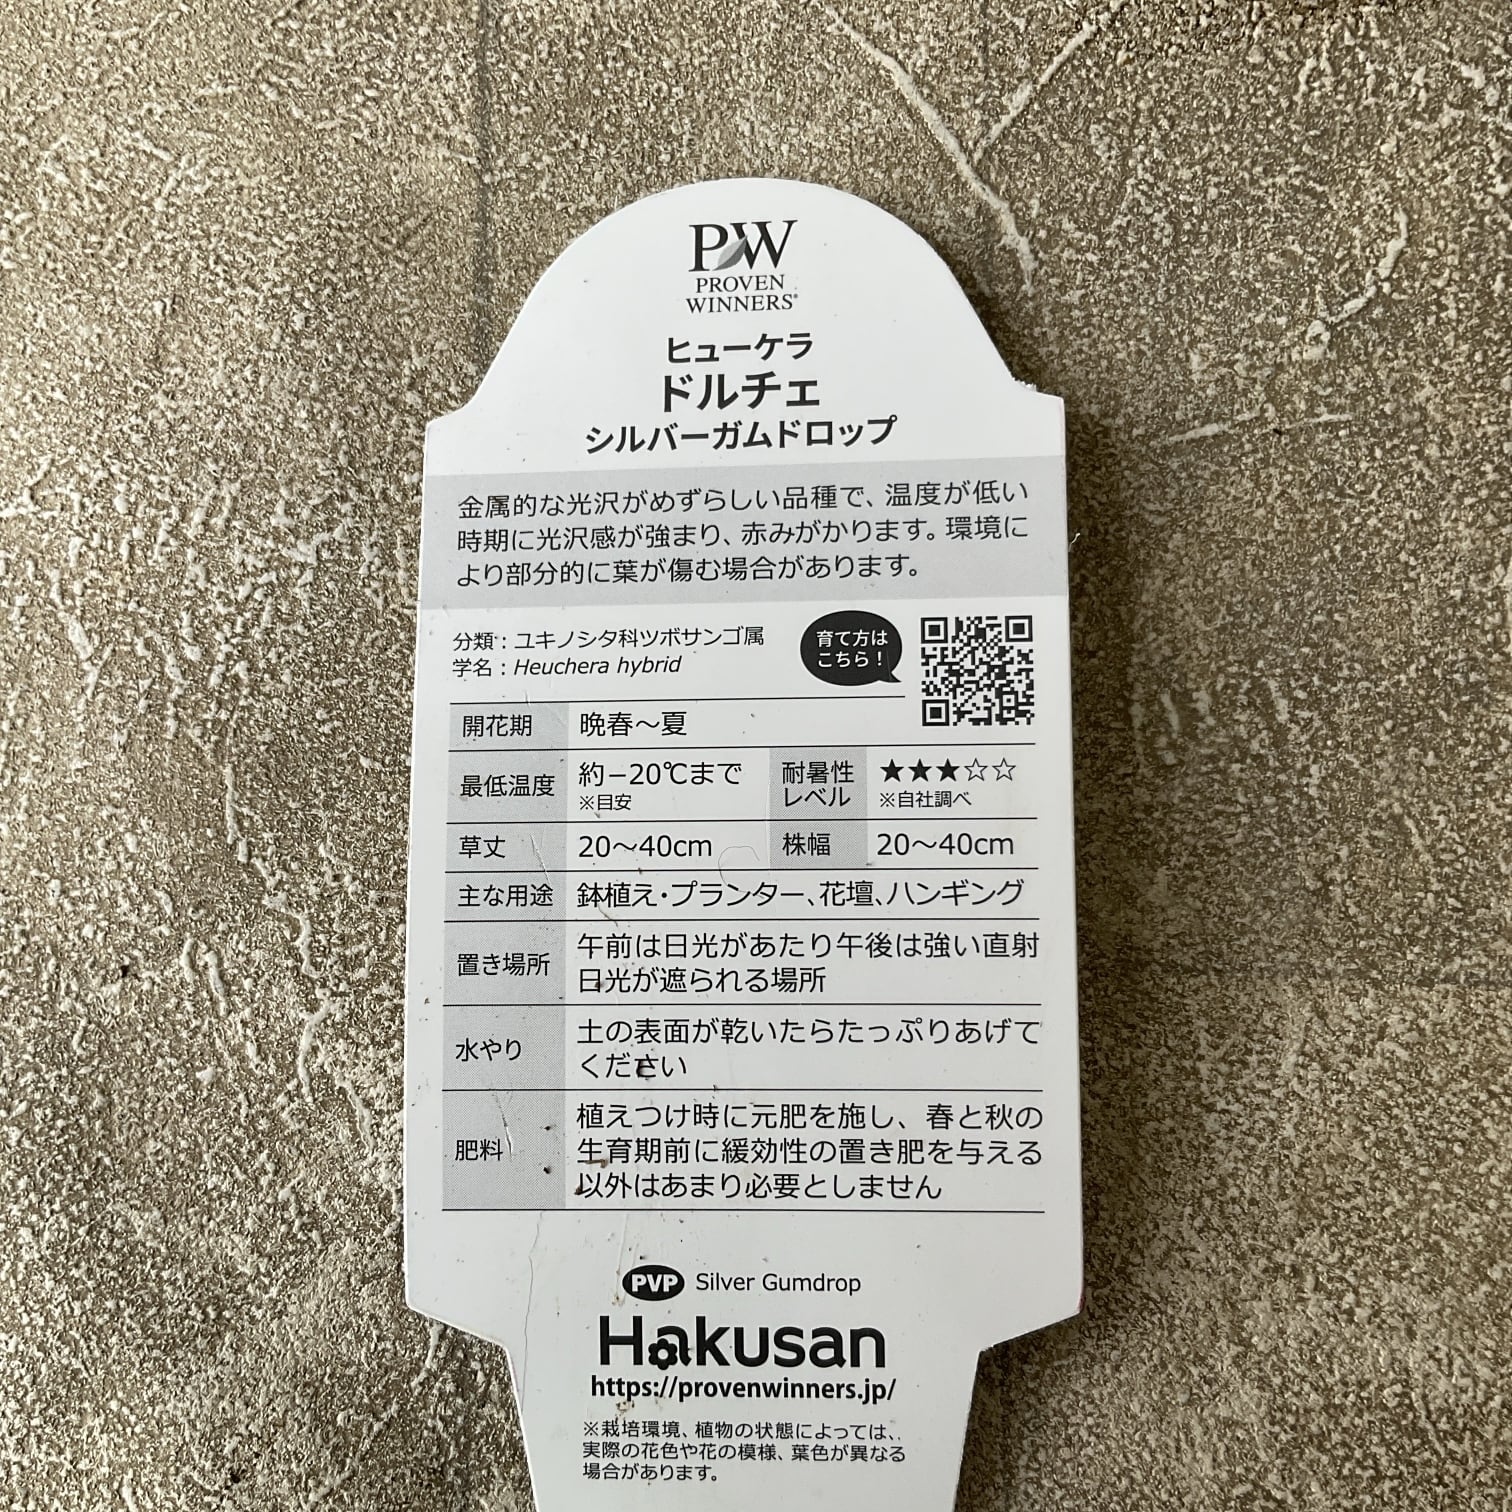 PW
PROVEN
WINNERS®
ヒューケラ
ドルチェ
シルバーガムドロップ
金属的な光沢がめずらしい品種で、温度が低い
時期に光沢感が強まり、赤みがかります。環境に
より部分的に葉が傷む場合があります。
分類：ユキノシタ科ツボサンゴ属
学名：Heuchera hybrid
育て方は
こちら！
開花期 晩春～夏
最低温度 約−20℃まで
※目安
耐暑性
レベル
★★★☆☆
※自社調べ
草丈 20～40cm 株幅 20～40cm
主な用途 鉢植え・プランター、花壇、ハンギング
置き場所 午前は日光があたり午後は強い直射
日光が遮られる場所
水やり 土の表面が乾いたらたっぷりあげて
ください
肥料 植えつけ時に元肥を施し、春と秋の
生育期前に緩効性の置き肥を与える
以外はあまり必要としません
PVP Silver Gumdrop
Hakusan
https://provenwinners.jp/
※栽培環境、植物の状態によっては、
実際の花色や花の模様、葉色が異なる
場合があります。